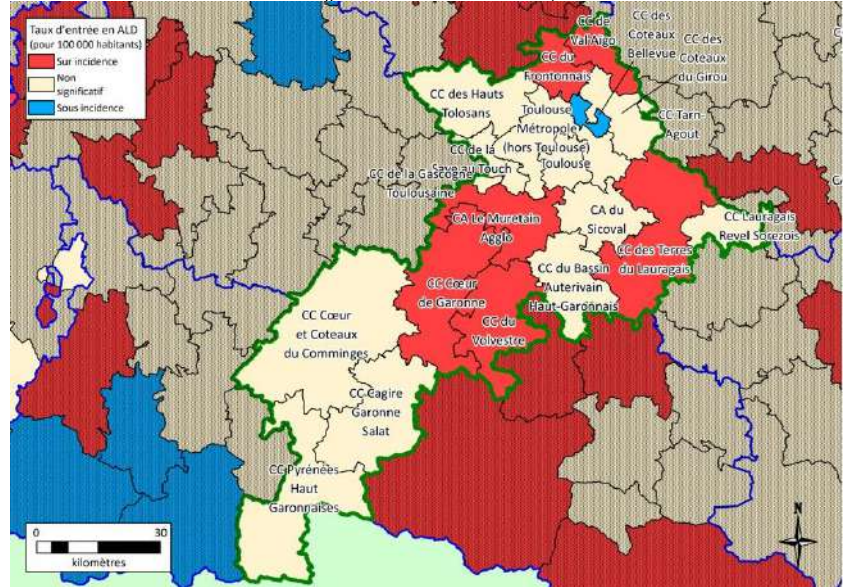 Taux d'entrée en ALD
(pour 100 000 habitants)
Sur incidence
Non
significatif
Sous incidence
CC de
Val Aïgo
CC des
Coteaux
Bellevue
CC des
Coteaux
du Girou
CC du
Frontonnais
CC des Hauts
Tolosans
Toulouse
Métropole
(hors Toulouse)
Toulouse
CC Tarn-
Agout
CC de la
Save au Touch
CC de la Gascogne
Toulousaine
CA Le Muretain
Agglo
CA du
Sicoval
CC Lauragais
Revel Sorezois
CC des Terres
du Lauragais
CC du Bassin
Auterivain
Haut-Garonnais
CC Cœur
de Garonne
CC du
Volvestre
CC Cœur
et Coteaux
du Comminges
CC Cagire
Garonne
Salat
CC Pyrénées
Haut
Garonnaises
0
30
kilomètres
N